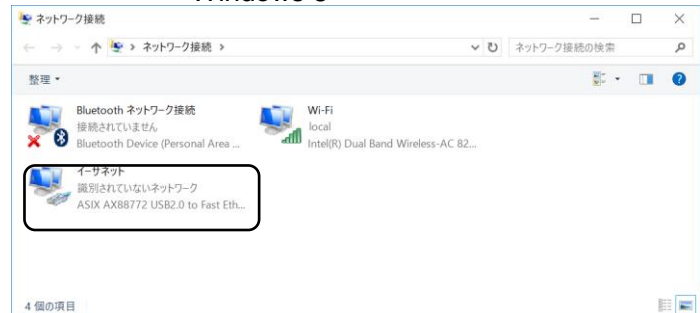 ネットワーク接続
ネットワーク接続
ネットワーク接続の検索
整理
Bluetooth ネットワーク接続
接続されていません
Bluetooth Device (Personal Area ...
Wi-Fi
local
Intel(R) Dual Band Wireless-AC 82...
イーサネット
識別されていないネットワーク
ASIX AX88772 USB2.0 to Fast Eth...
4 個の項目